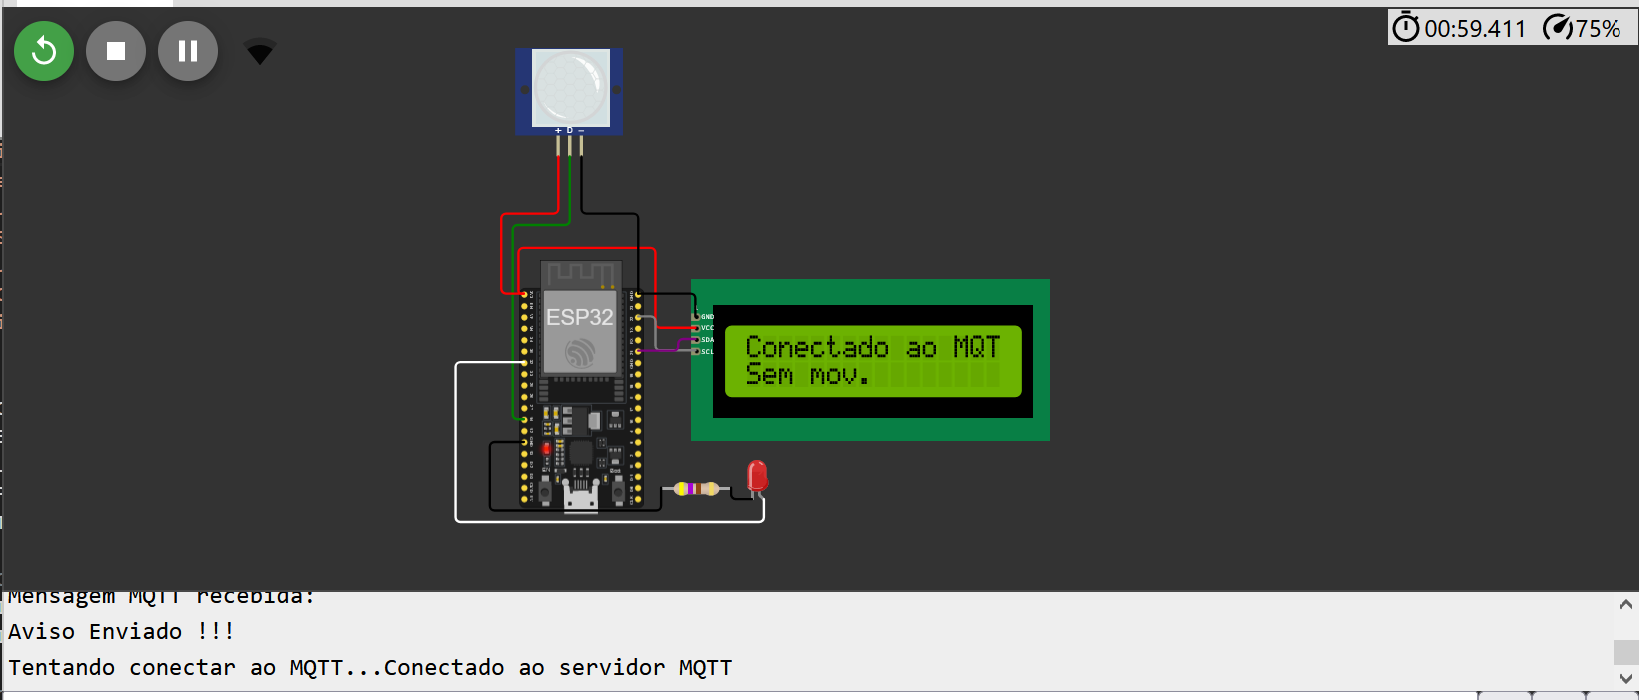 00:59.411 75%
+ D -
ESP32
GND
VCC
SDA
SCL
Conectado ao MQT
Sem mov.
Mensagem MQTT recebida:
Aviso Enviado !!!
Tentando conectar ao MQTT...Conectado ao servidor MQTT